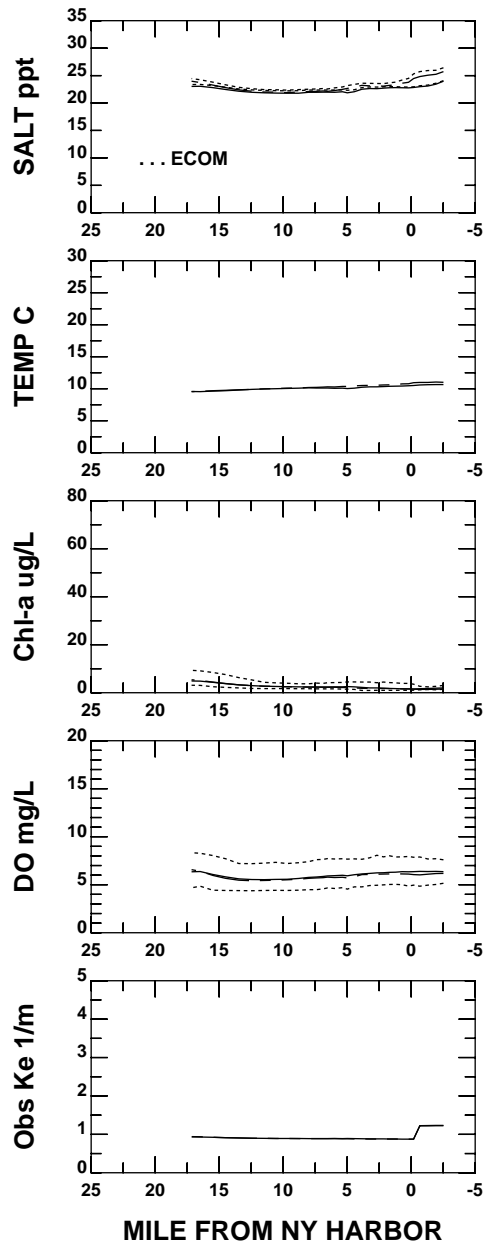 SALT ppt
35
30
25
20
15
10
5
0
. . . ECOM
25 20 15 10 5 0 -5
TEMP C
30
25
20
15
10
5
0
25 20 15 10 5 0 -5
Chl-a ug/L
80
60
40
20
0
25 20 15 10 5 0 -5
DO mg/L
20
15
10
5
0
25 20 15 10 5 0 -5
Obs Ke 1/m
5
4
3
2
1
0
25 20 15 10 5 0 -5
MILE FROM NY HARBOR